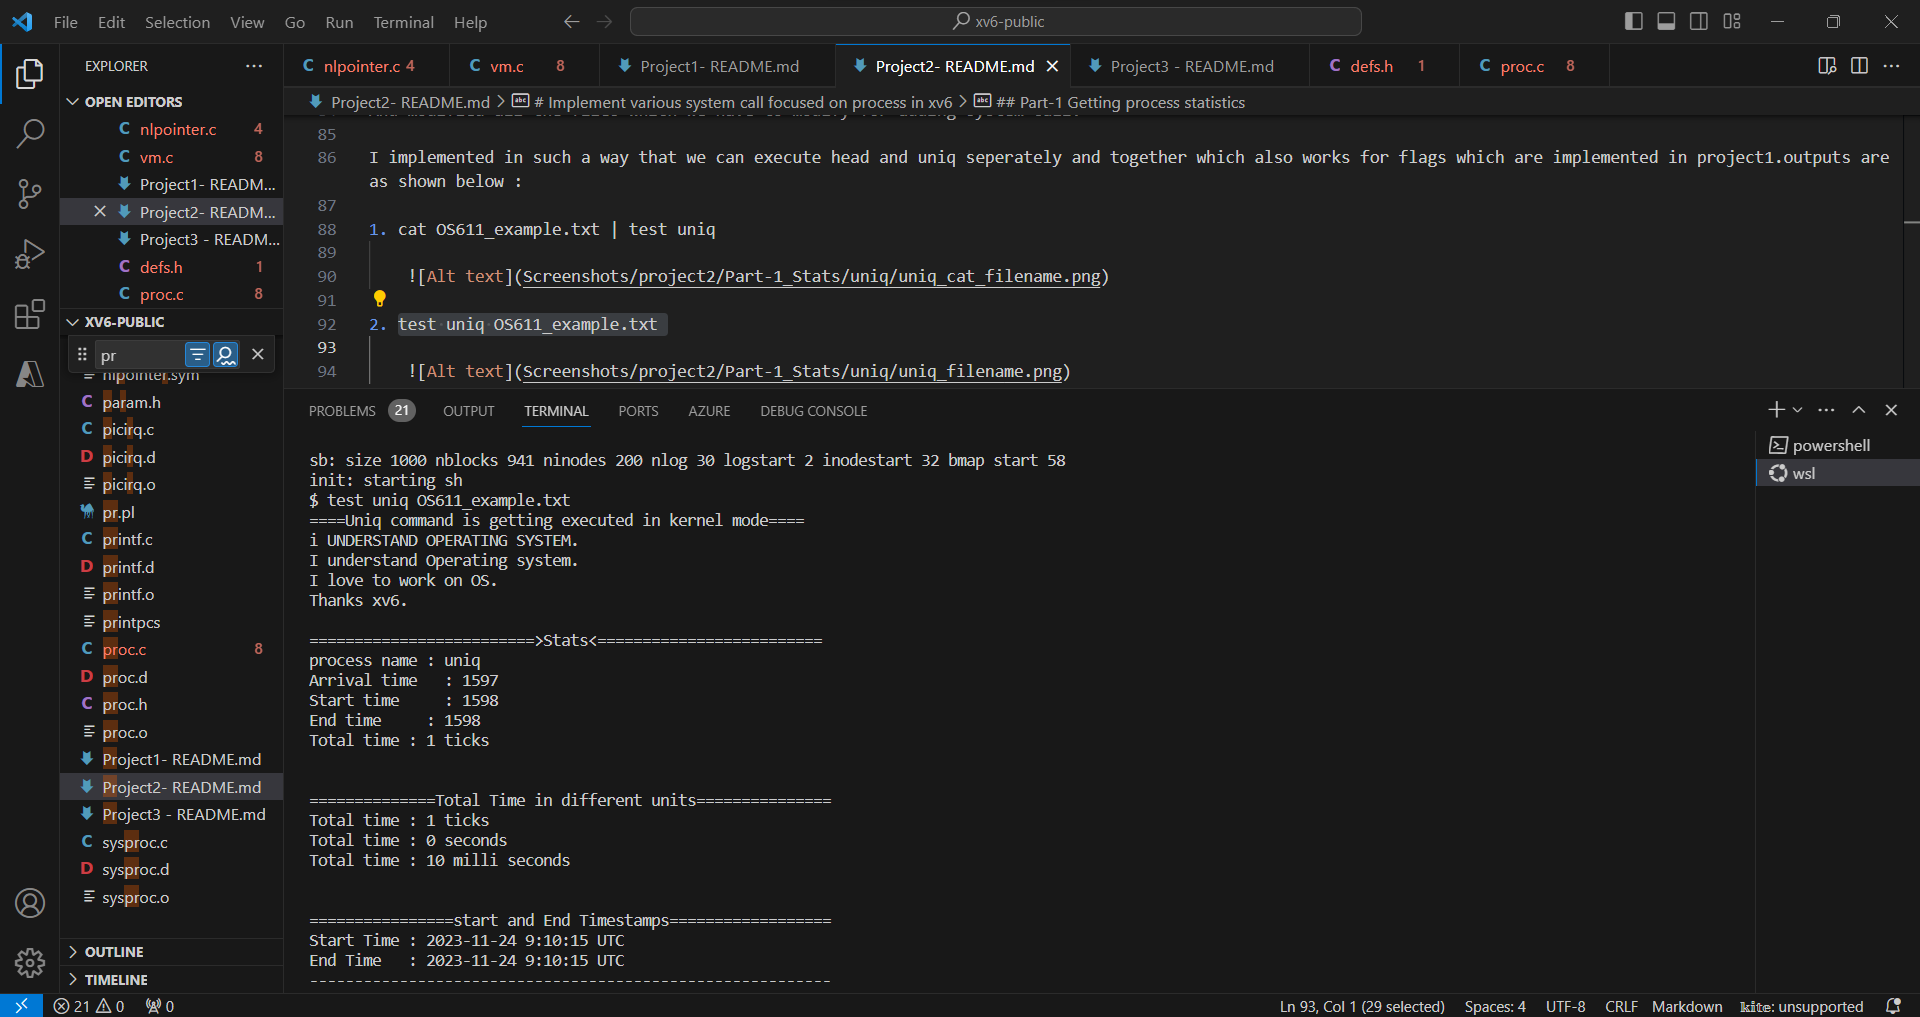 File Edit Selection View Go Run Terminal Help
xv6-public
EXPLORER
nlpointer.c 4
vm.c 8
Project1- README.md
Project2- README.md
Project3 - README.md
defs.h 1
proc.c 8
Project2- README.md > # Implement various system call focused on process in xv6 > ## Part-1 Getting process statistics
OPEN EDITORS
nlpointer.c 4
vm.c 8
Project1- READM...
Project2- READM...
Project3 - READM...
defs.h 1
proc.c 8
XV6-PUBLIC
pr
nlpointer.sym
param.h
picirq.c
picirq.d
picirq.o
pr.pl
printf.c
printf.d
printf.o
printpcs
proc.c 8
proc.d
proc.h
proc.o
Project1- README.md
Project2- README.md
Project3 - README.md
sysproc.c
sysproc.d
sysproc.o
OUTLINE
TIMELINE
85
86 I implemented in such a way that we can execute head and uniq seperately and together which also works for flags which are implemented in project1.outputs are
as shown below :
87
88 1. cat OS611_example.txt | test uniq
89
90 ![Alt text](Screenshots/project2/Part-1_Stats/uniq/uniq_cat_filename.png)
91
92 2. test uniq OS611_example.txt
93
94 ![Alt text](Screenshots/project2/Part-1_Stats/uniq/uniq_filename.png)
PROBLEMS 21 OUTPUT TERMINAL PORTS AZURE DEBUG CONSOLE
powershell
wsl
sb: size 1000 nblocks 941 ninodes 200 nlog 30 logstart 2 inodestart 32 bmap start 58
init: starting sh
$ test uniq OS611_example.txt
====Uniq command is getting executed in kernel mode====
i UNDERSTAND OPERATING SYSTEM.
I understand Operating system.
I love to work on OS.
Thanks xv6.
=========================>Stats<=========================
process name : uniq
Arrival time   : 1597
Start time     : 1598
End time     : 1598
Total time : 1 ticks
==============Total Time in different units===============
Total time : 1 ticks
Total time : 0 seconds
Total time : 10 milli seconds
================start and End Timestamps==================
Start Time : 2023-11-24 9:10:15 UTC
End Time   : 2023-11-24 9:10:15 UTC
----------------------------------------------------------
21 0 0
Ln 93, Col 1 (29 selected) Spaces: 4 UTF-8 CRLF Markdown kite: unsupported